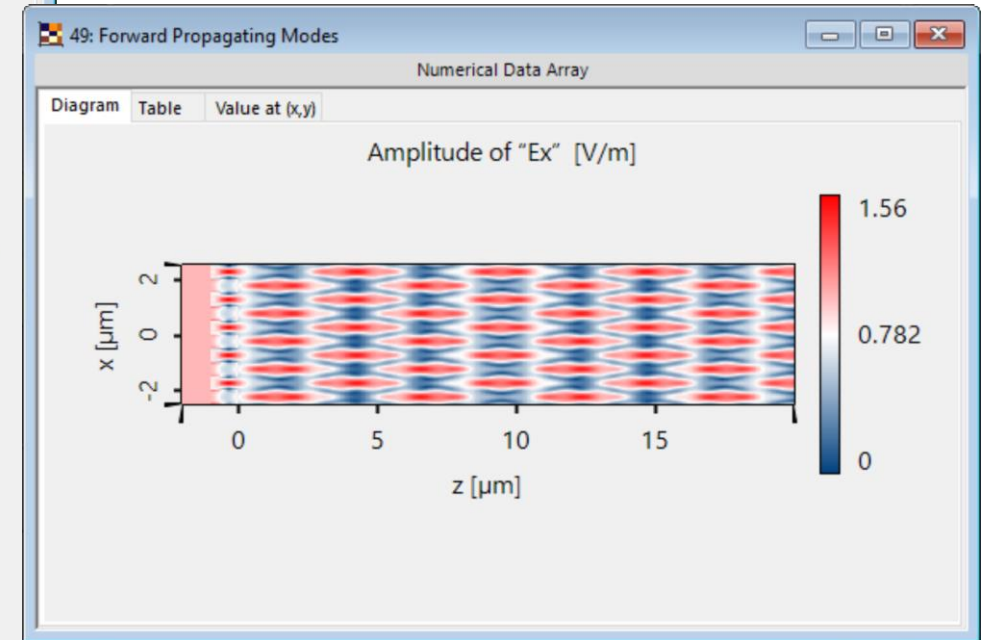 49: Forward Propagating Modes
Numerical Data Array
Diagram Table Value at (x,y)
Amplitude of “Ex” [V/m]
1.56
0.782
0
x [µm]
2
0
-2
0 5 10 15
z [µm]